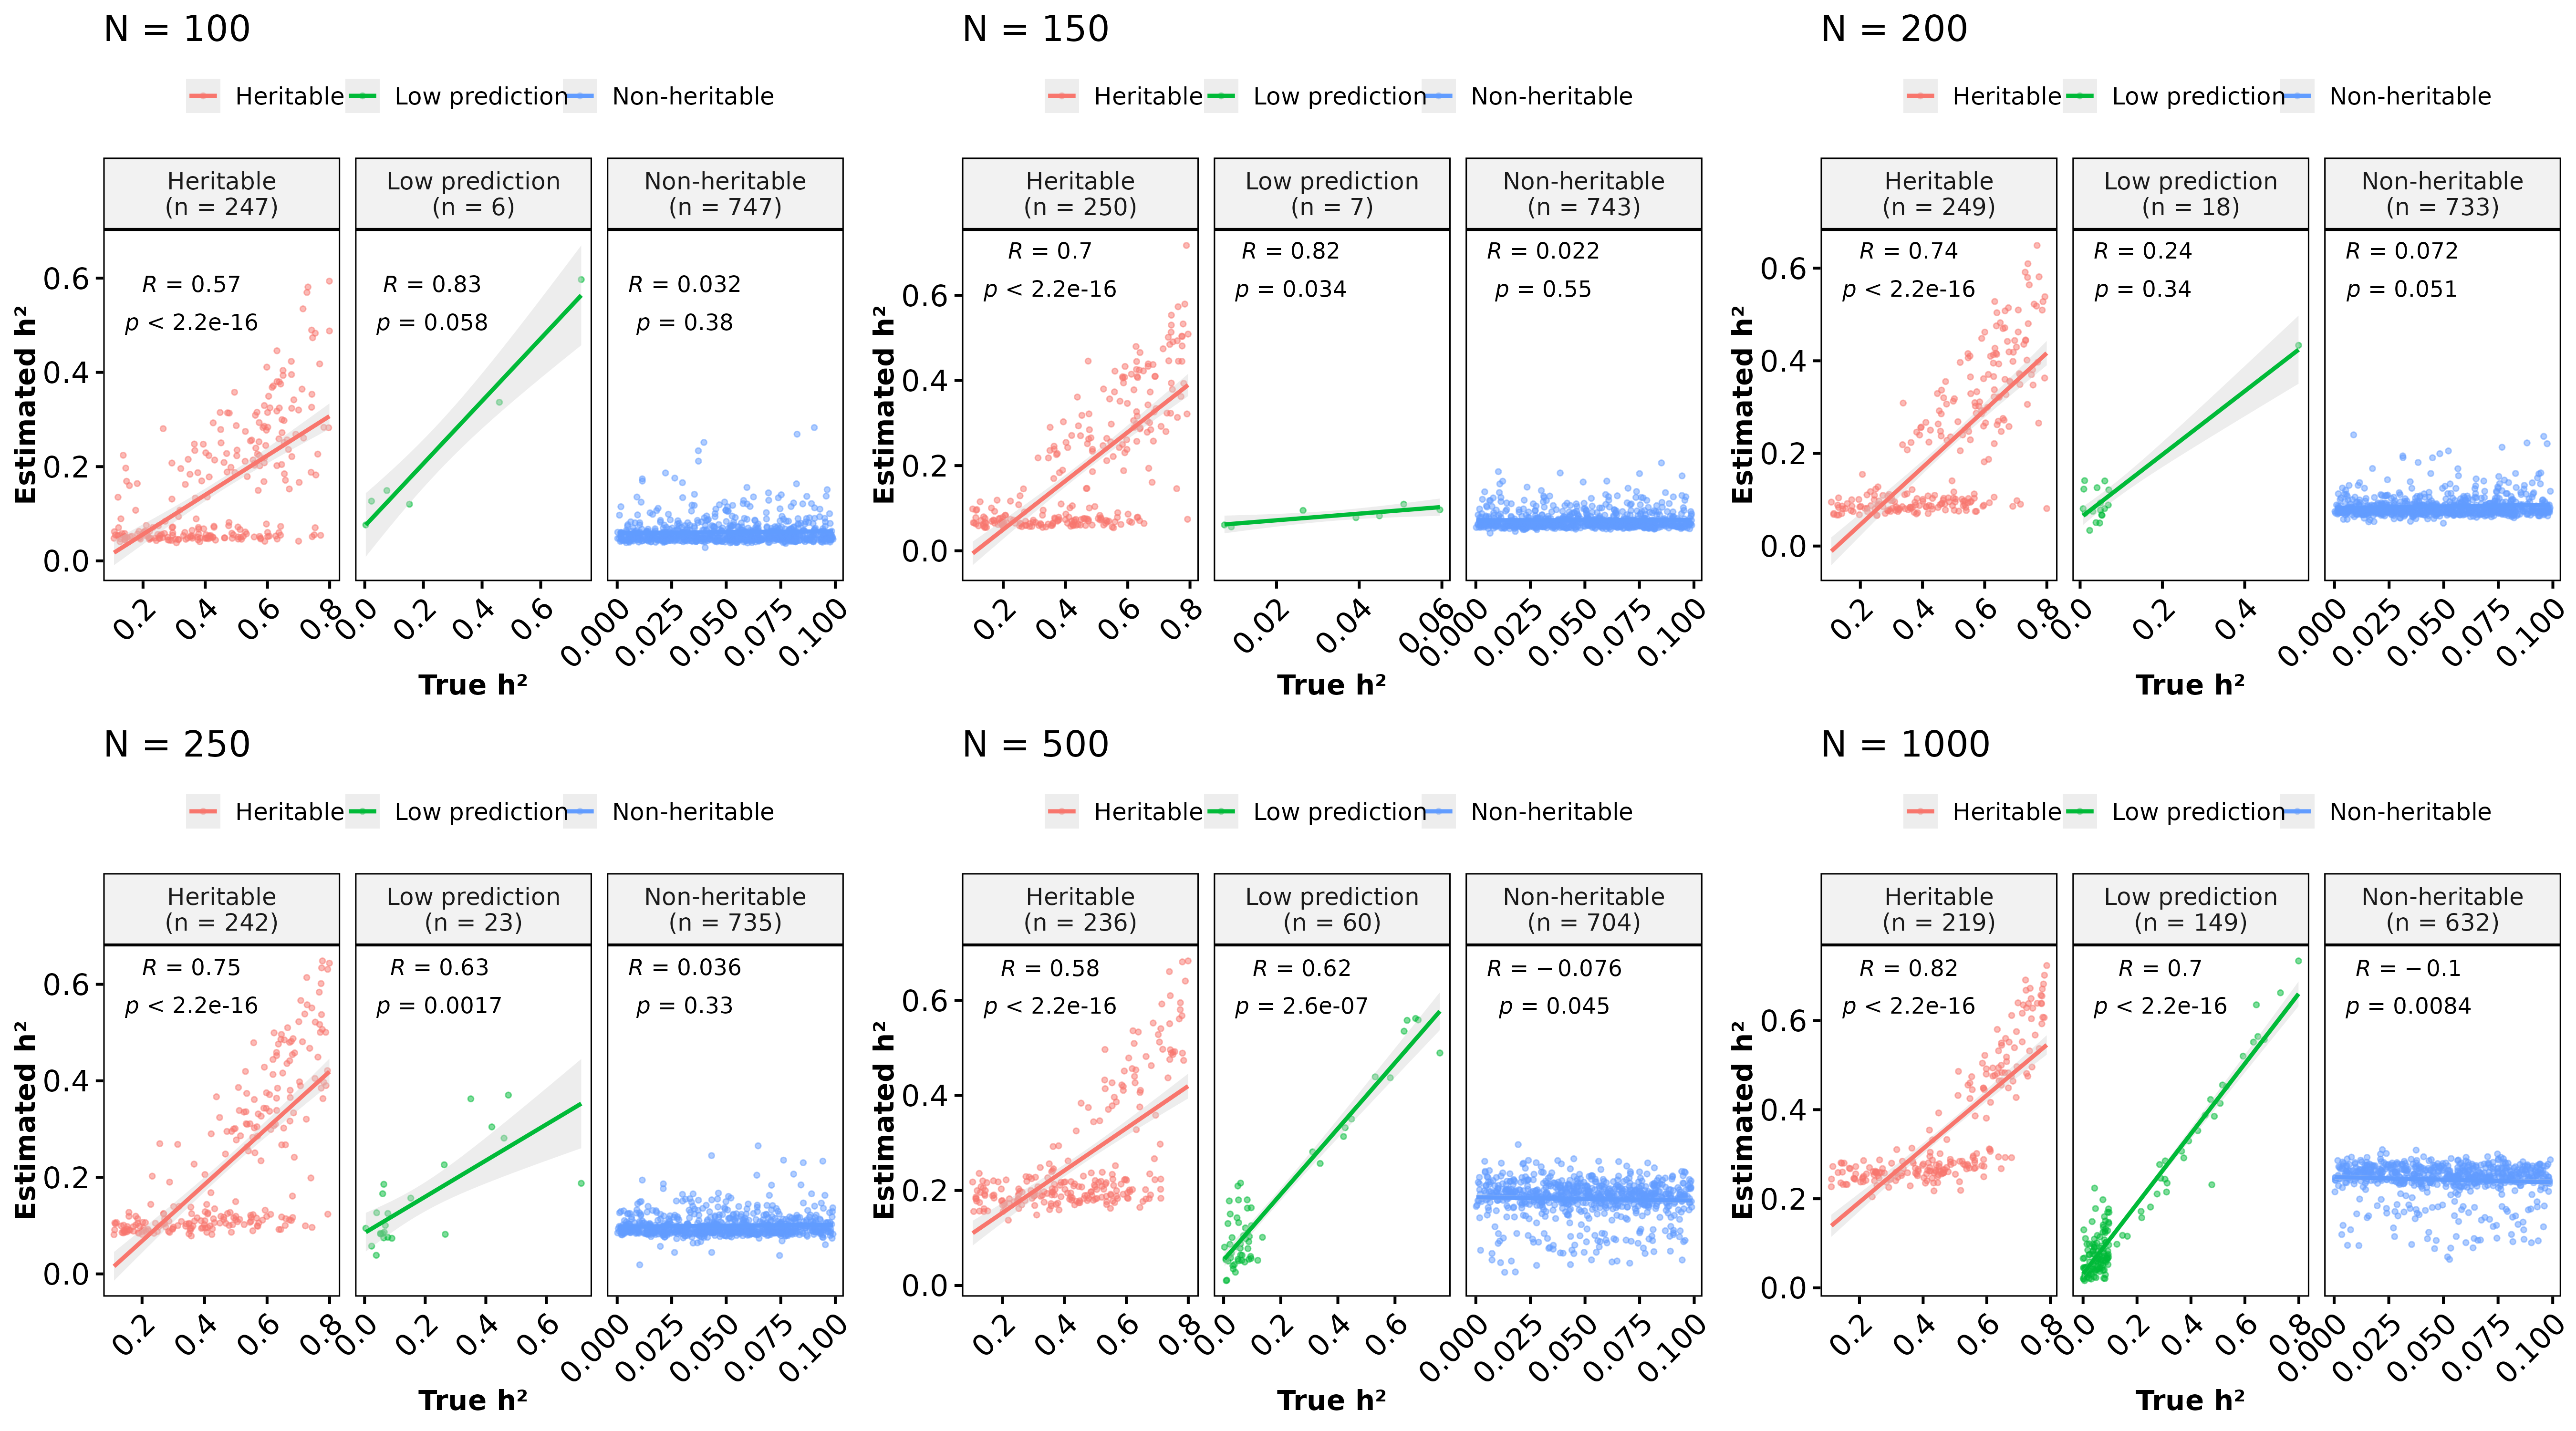 N = 100
Heritable Low prediction Non-heritable
Heritable (n = 247)
Low prediction (n = 6)
Non-heritable (n = 747)
R = 0.57
p < 2.2e-16
R = 0.83
p = 0.058
R = 0.032
p = 0.38
Estimated h²
0.6
0.4
0.2
0.0
0.2 0.4 0.6 0.8
0.0 0.2 0.4 0.6
0.000 0.025 0.050 0.075 0.100
True h²
N = 150
Heritable Low prediction Non-heritable
Heritable (n = 250)
Low prediction (n = 7)
Non-heritable (n = 743)
R = 0.7
p < 2.2e-16
R = 0.82
p = 0.034
R = 0.022
p = 0.55
Estimated h²
0.6
0.4
0.2
0.0
0.2 0.4 0.6 0.8
0.02 0.04 0.06
0.000 0.025 0.050 0.075 0.100
True h²
N = 200
Heritable Low prediction Non-heritable
Heritable (n = 249)
Low prediction (n = 18)
Non-heritable (n = 733)
R = 0.74
p < 2.2e-16
R = 0.24
p = 0.34
R = 0.072
p = 0.051
Estimated h²
0.6
0.4
0.2
0.0
0.2 0.4 0.6 0.8
0.0 0.2 0.4
0.000 0.025 0.050 0.075 0.100
True h²
N = 250
Heritable Low prediction Non-heritable
Heritable (n = 242)
Low prediction (n = 23)
Non-heritable (n = 735)
R = 0.75
p < 2.2e-16
R = 0.63
p = 0.0017
R = 0.036
p = 0.33
Estimated h²
0.6
0.4
0.2
0.0
0.2 0.4 0.6 0.8
0.0 0.2 0.4 0.6
0.000 0.025 0.050 0.075 0.100
True h²
N = 500
Heritable Low prediction Non-heritable
Heritable (n = 236)
Low prediction (n = 60)
Non-heritable (n = 704)
R = 0.58
p < 2.2e-16
R = 0.62
p = 2.6e-07
R = −0.076
p = 0.045
Estimated h²
0.6
0.4
0.2
0.0
0.2 0.4 0.6 0.8
0.0 0.2 0.4 0.6
0.000 0.025 0.050 0.075 0.100
True h²
N = 1000
Heritable Low prediction Non-heritable
Heritable (n = 219)
Low prediction (n = 149)
Non-heritable (n = 632)
R = 0.82
p < 2.2e-16
R = 0.7
p < 2.2e-16
R = −0.1
p = 0.0084
Estimated h²
0.6
0.4
0.2
0.0
0.2 0.4 0.6 0.8
0.0 0.2 0.4 0.6 0.8
0.000 0.025 0.050 0.075 0.100
True h²